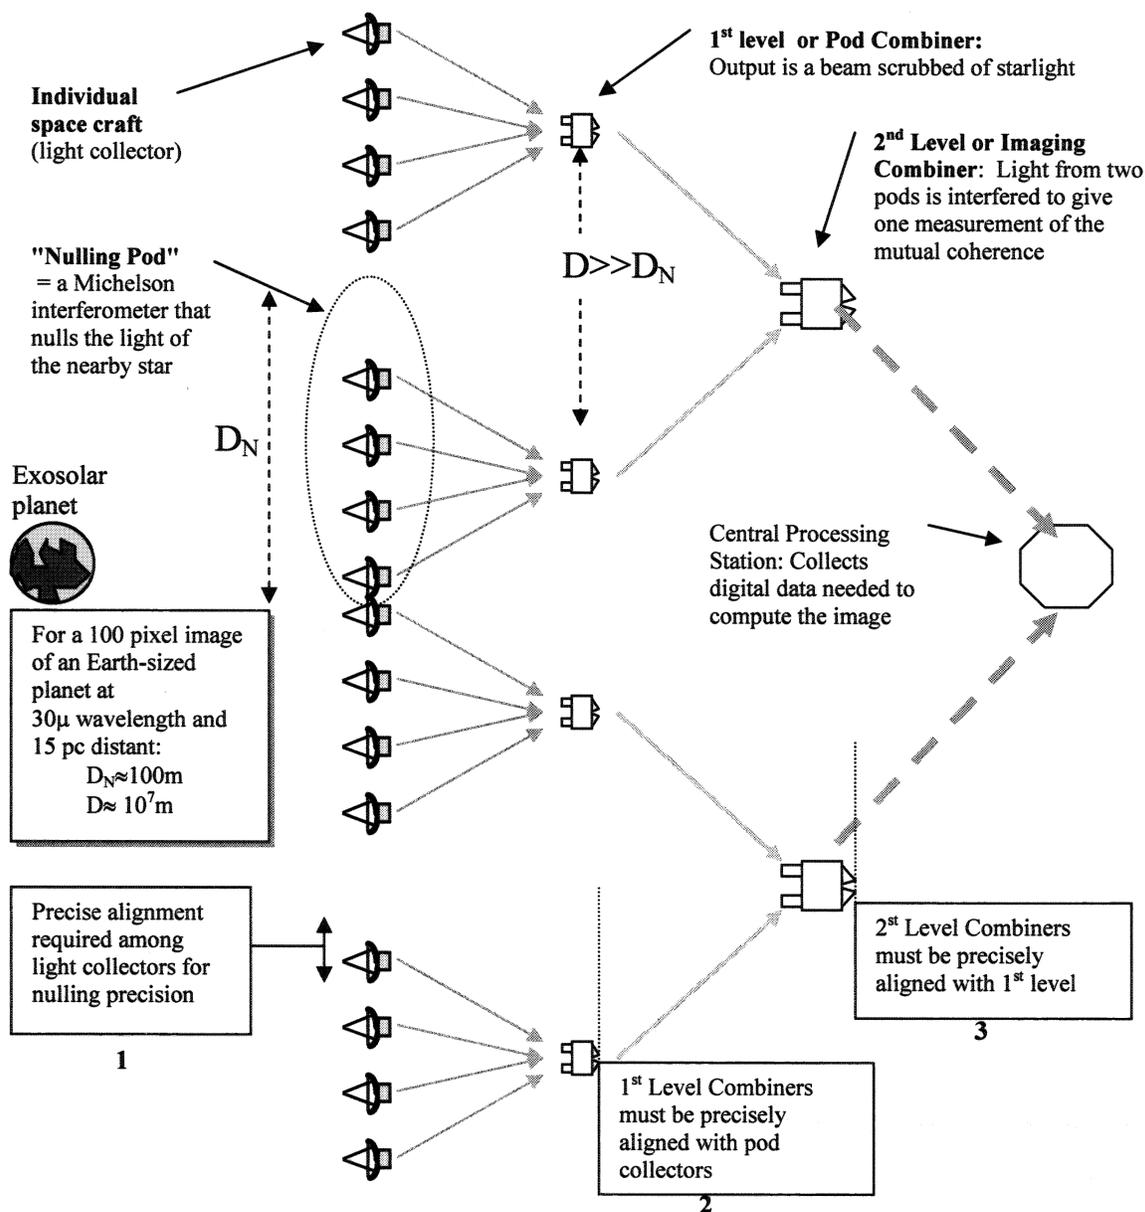 1st level or Pod Combiner:
Output is a beam scrubbed of starlight
Individual
space craft
(light collector)
2nd Level or Imaging
Combiner: Light from two
pods is interfered to give
one measurement of the
mutual coherence
"Nulling Pod"
= a Michelson
interferometer that
nulls the light of
the nearby star
D>>DN
DN
Exosolar
planet
Central Processing
Station: Collects
digital data needed to
compute the image
For a 100 pixel image
of an Earth-sized
planet at
30μ wavelength and
15 pc distant:
DN≈100m
D≈ 10⁷m
Precise alignment
required among
light collectors for
nulling precision
1
2st Level Combiners
must be precisely
aligned with 1st level
3
1st Level Combiners
must be precisely
aligned with pod
collectors
2